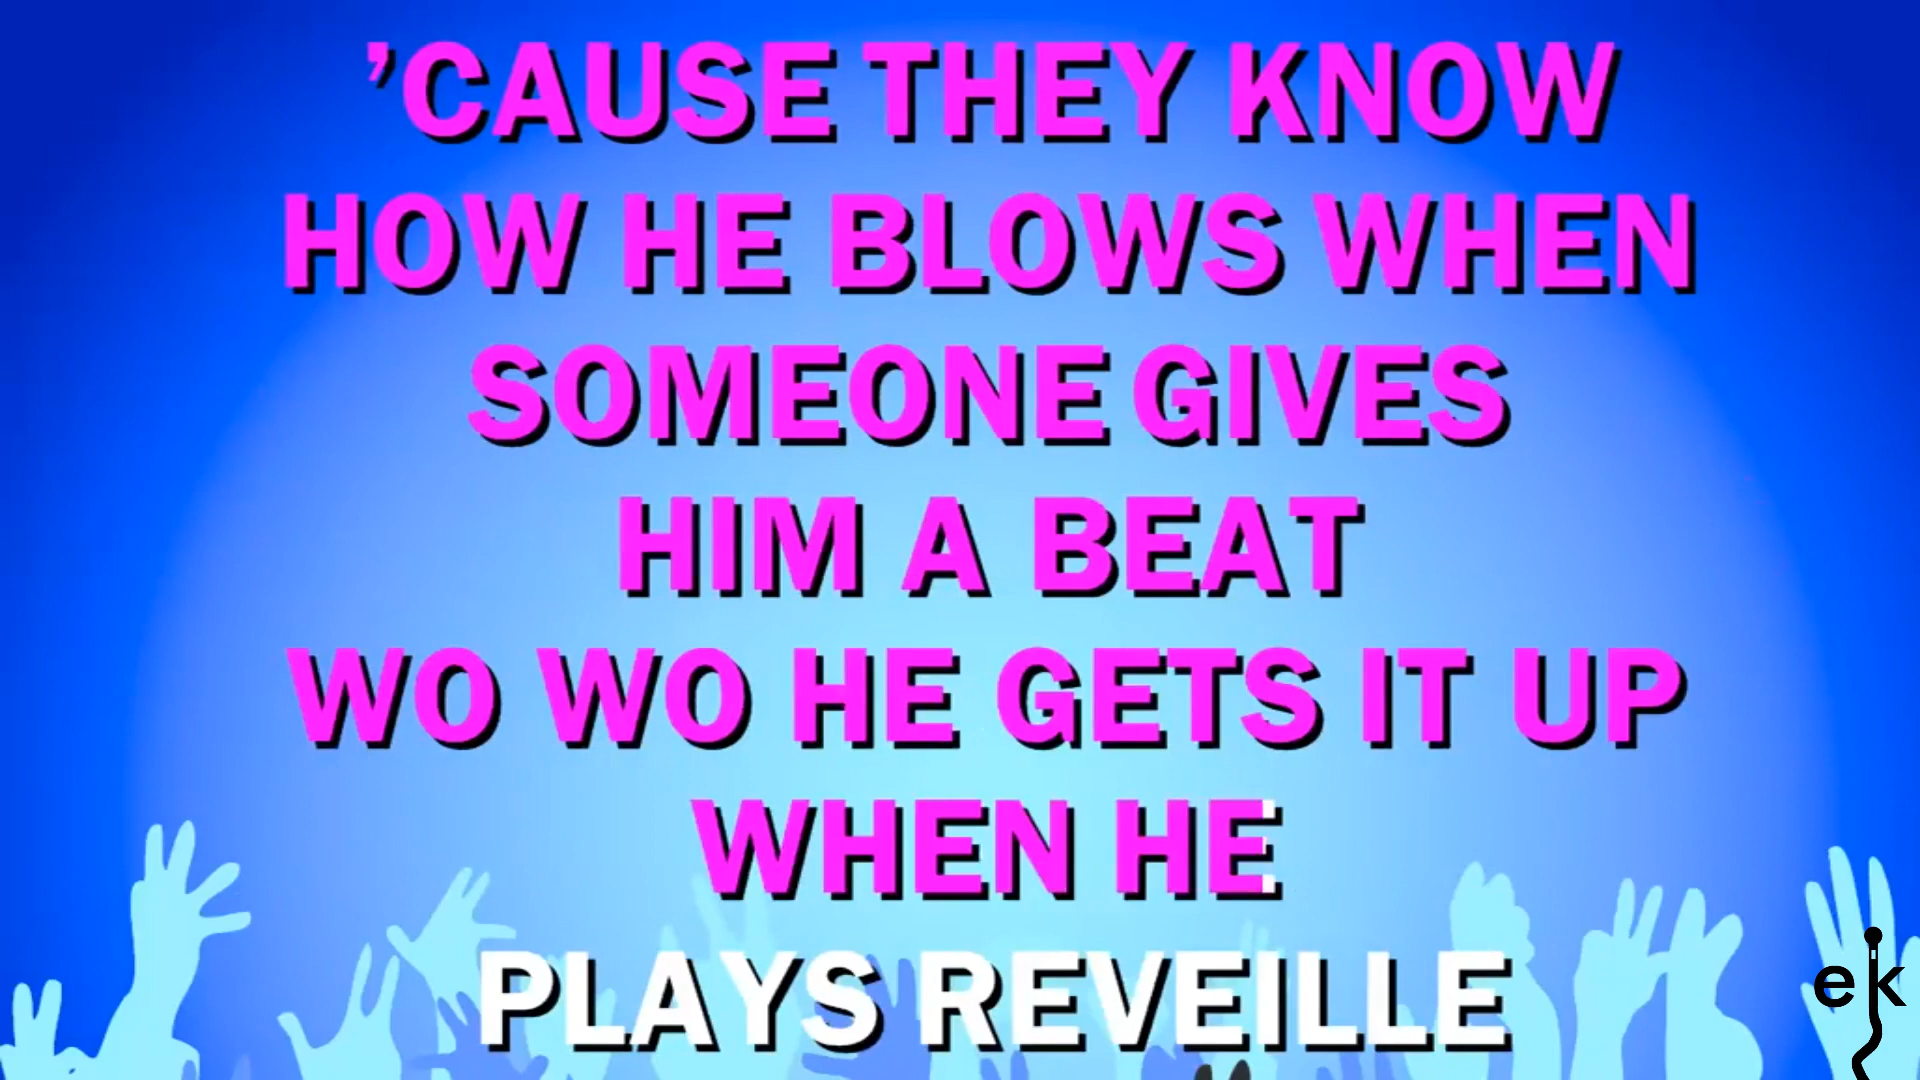 ’CAUSE THEY KNOW
HOW HE BLOWS WHEN
SOMEONE GIVES
HIM A BEAT
WO WO HE GETS IT UP
WHEN HE
PLAYS REVEILLE
ek